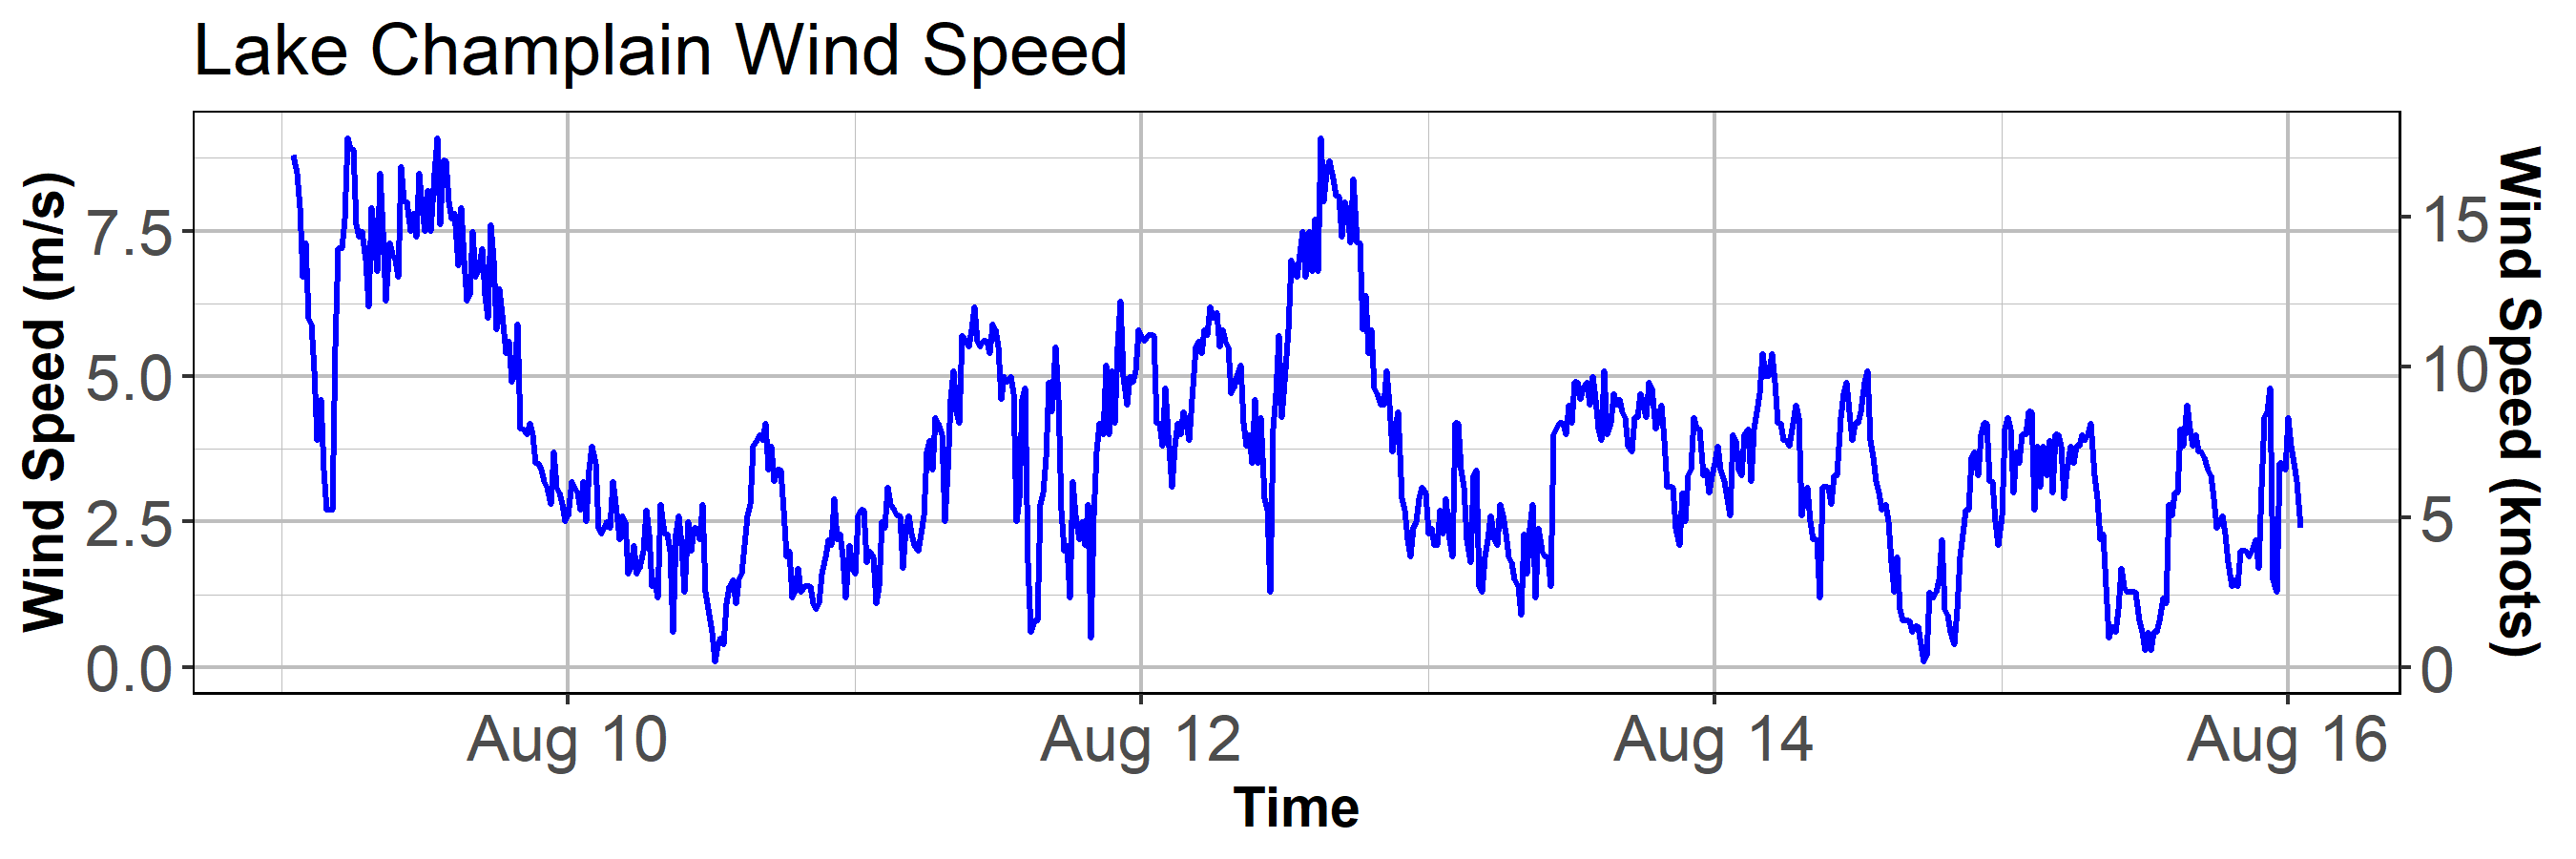 Lake Champlain Wind Speed
Wind Speed (m/s)
7.5
5.0
2.5
0.0
15
10
5
0
Wind Speed (knots)
Aug 10 Aug 12 Aug 14 Aug 16
Time